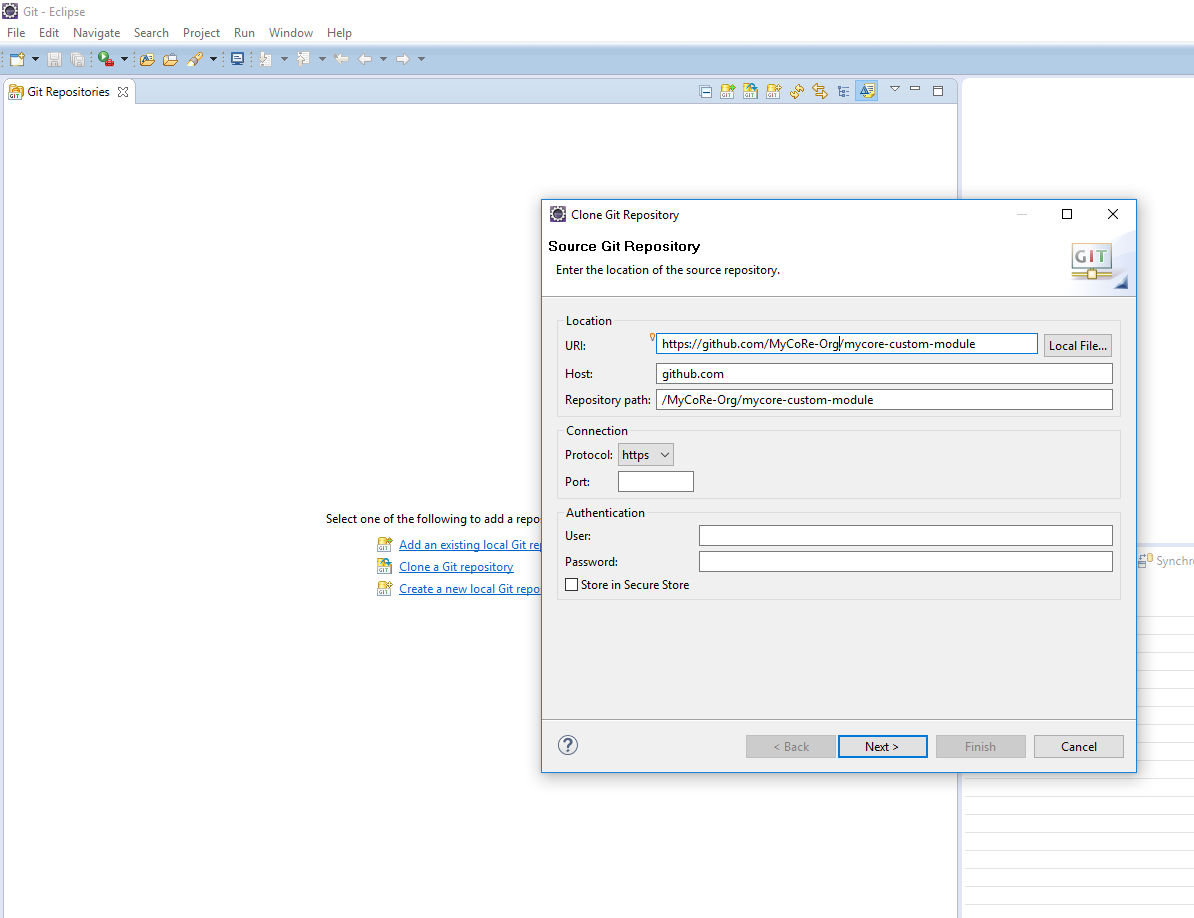 Git - Eclipse
File Edit Navigate Search Project Run Window Help
Git Repositories
Clone Git Repository
Source Git Repository
Enter the location of the source repository.
GIT
Location
URI: https://github.com/MyCoRe-Org/mycore-custom-module Local File...
Host: github.com
Repository path: /MyCoRe-Org/mycore-custom-module
Connection
Protocol: https
Port:
Authentication
User:
Password:
Store in Secure Store
Select one of the following to add a repo
Add an existing local Git re
Clone a Git repository
Create a new local Git repo
Synchr
? < Back Next > Finish Cancel